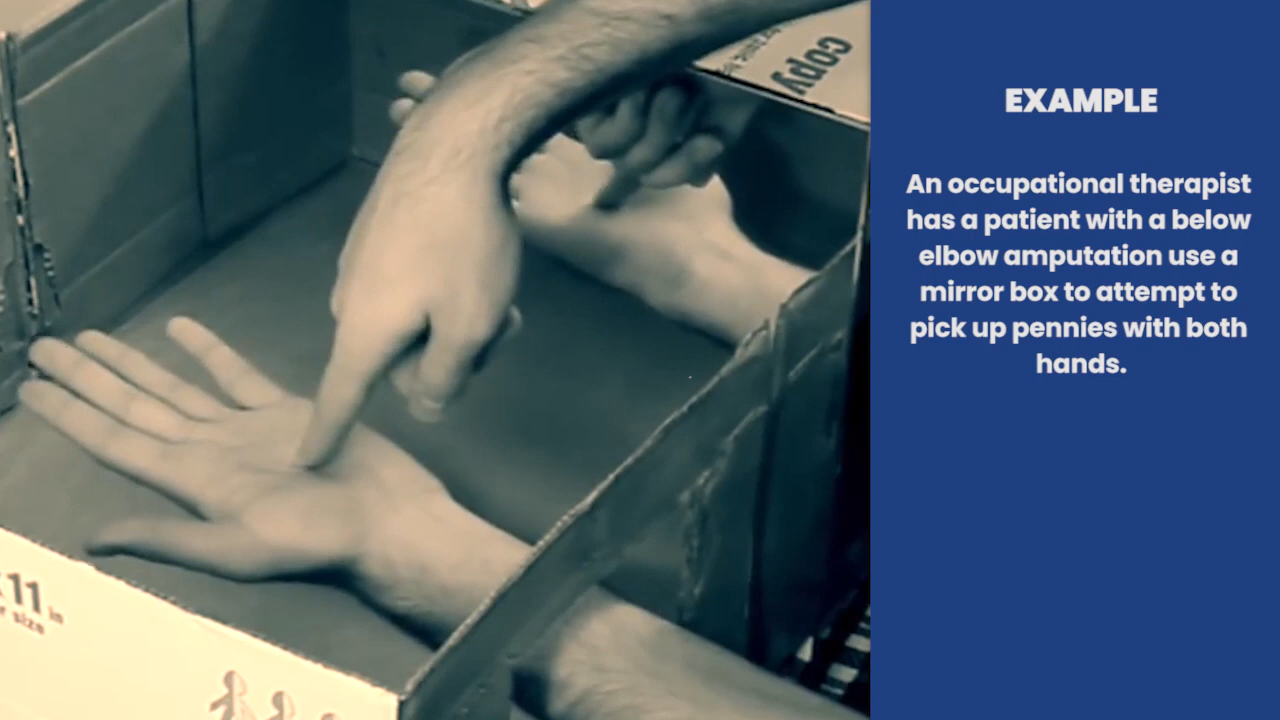 copy
EXAMPLE
An occupational therapist
has a patient with a below
elbow amputation use a
mirror box to attempt to
pick up pennies with both
hands.
11 in
size